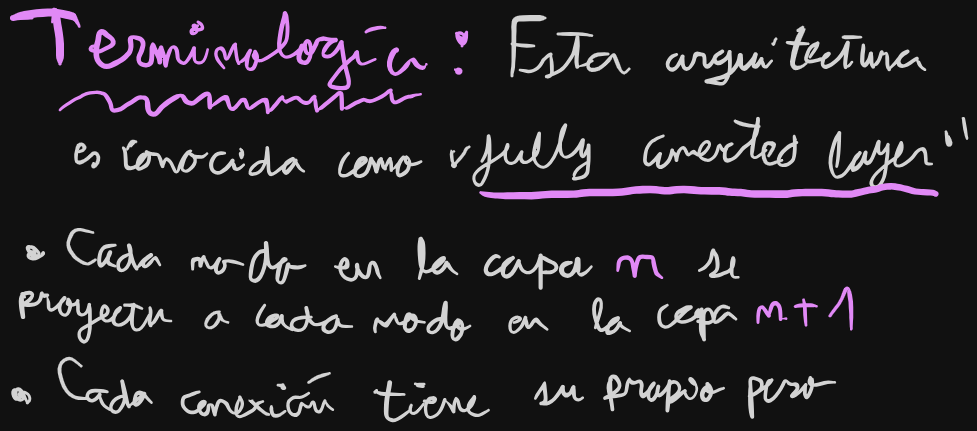 Terminología: Esta arquitectura
es conocida como "fully conected layer"
• Cada nodo en la capa n se
proyecta a cada nodo en la capa n+1
• Cada conexión tiene su propio peso